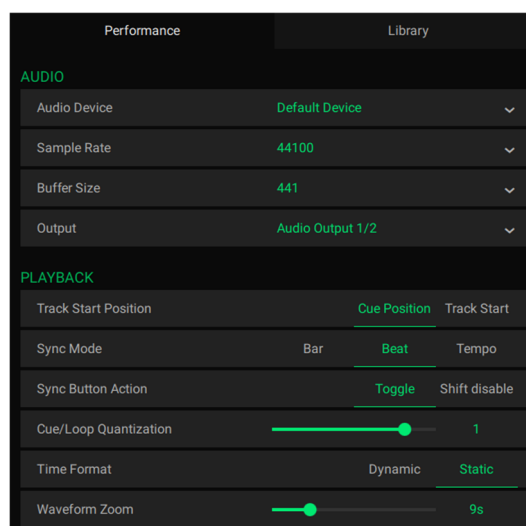 Performance Library
AUDIO
Audio Device Default Device
Sample Rate 44100
Buffer Size 441
Output Audio Output 1/2
PLAYBACK
Track Start Position Cue Position Track Start
Sync Mode Bar Beat Tempo
Sync Button Action Toggle Shift disable
Cue/Loop Quantization 1
Time Format Dynamic Static
Waveform Zoom 9s